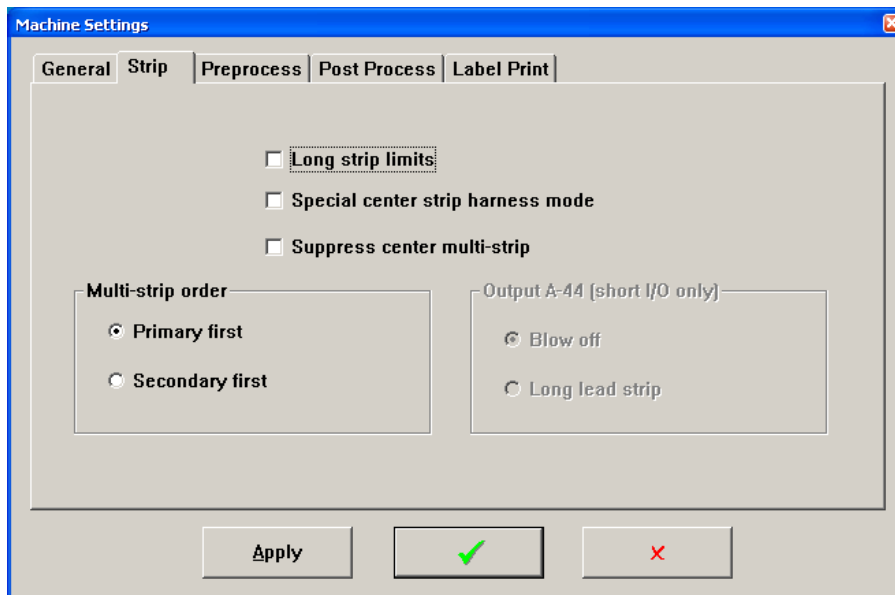 Machine Settings
General Strip Preprocess Post Process Label Print
Long strip limits
Special center strip harness mode
Suppress center multi-strip
Multi-strip order
Primary first
Secondary first
Output A-44 (short I/O only)
Blow off
Long lead strip
Apply